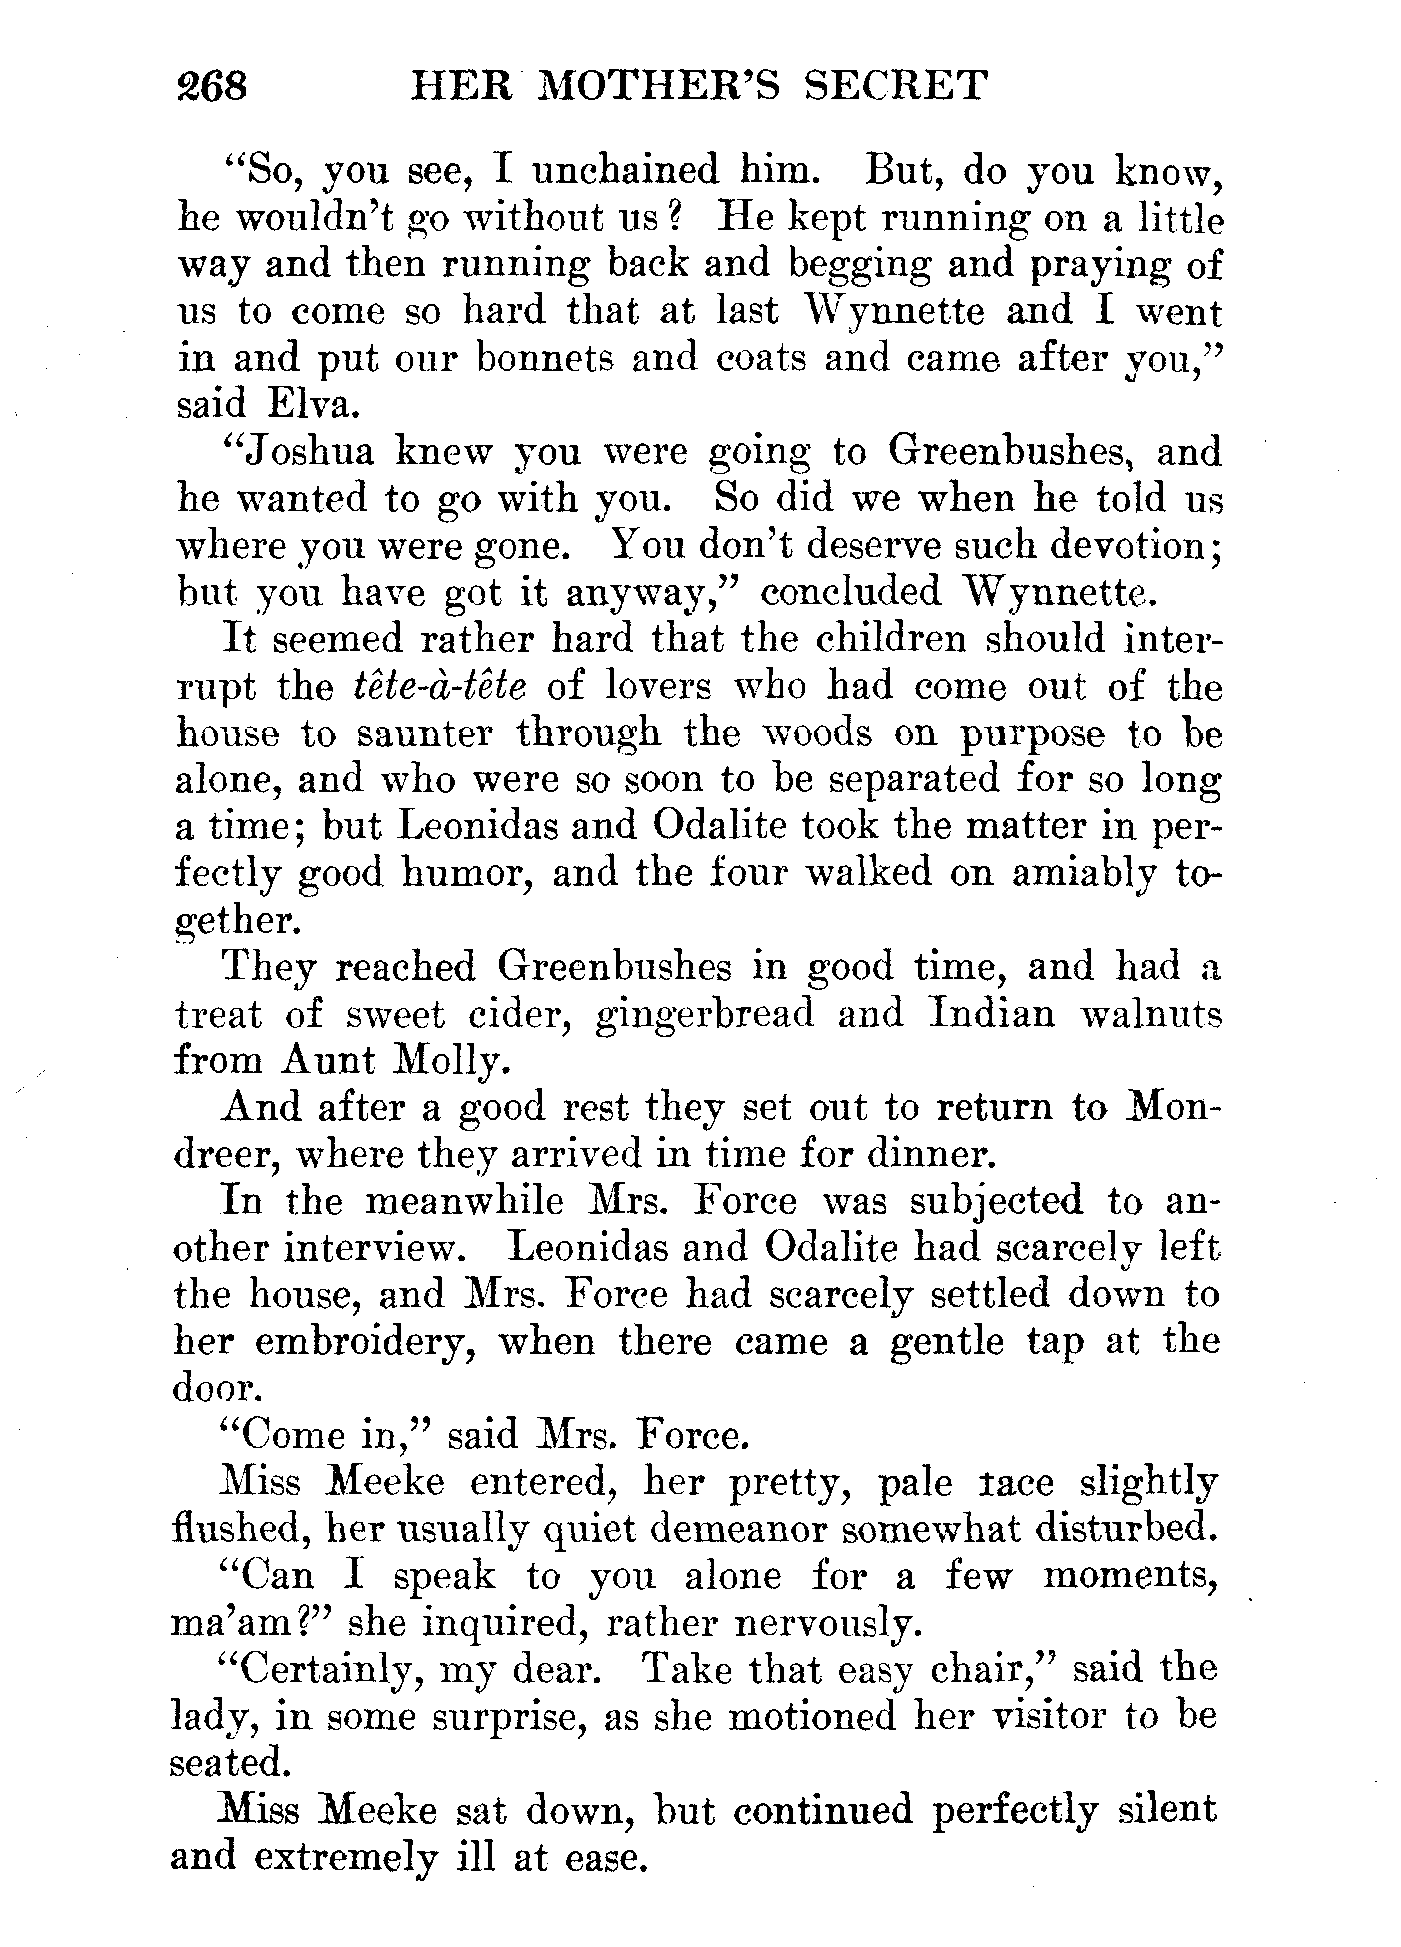 268 HER MOTHER'S SECRET
“So, you see, I unchained him. But, do you know,
he wouldn't go without us? He kept running on a little
way and then running back and begging and praying of
us to come so hard that at last Wynnette and I went
in and put our bonnets and coats and came after you,”
said Elva.
“Joshua knew you were going to Greenbushes, and
he wanted to go with you. So did we when he told us
where you were gone. You don't deserve such devotion;
but you have got it anyway,” concluded Wynnette.
It seemed rather hard that the children should inter-
rupt the tête-à-tête of lovers who had come out of the
house to saunter through the woods on purpose to be
alone, and who were so soon to be separated for so long
a time; but Leonidas and Odalite took the matter in per-
fectly good humor, and the four walked on amiably to-
gether.
They reached Greenbushes in good time, and had a
treat of sweet cider, gingerbread and Indian walnuts
from Aunt Molly.
And after a good rest they set out to return to Mon-
dreer, where they arrived in time for dinner.
In the meanwhile Mrs. Force was subjected to an-
other interview. Leonidas and Odalite had scarcely left
the house, and Mrs. Force had scarcely settled down to
her embroidery, when there came a gentle tap at the
door.
“Come in,” said Mrs. Force.
Miss Meeke entered, her pretty, pale face slightly
flushed, her usually quiet demeanor somewhat disturbed.
“Can I speak to you alone for a few moments,
ma'am?” she inquired, rather nervously.
“Certainly, my dear. Take that easy chair,” said the
lady, in some surprise, as she motioned her visitor to be
seated.
Miss Meeke sat down, but continued perfectly silent
and extremely ill at ease.